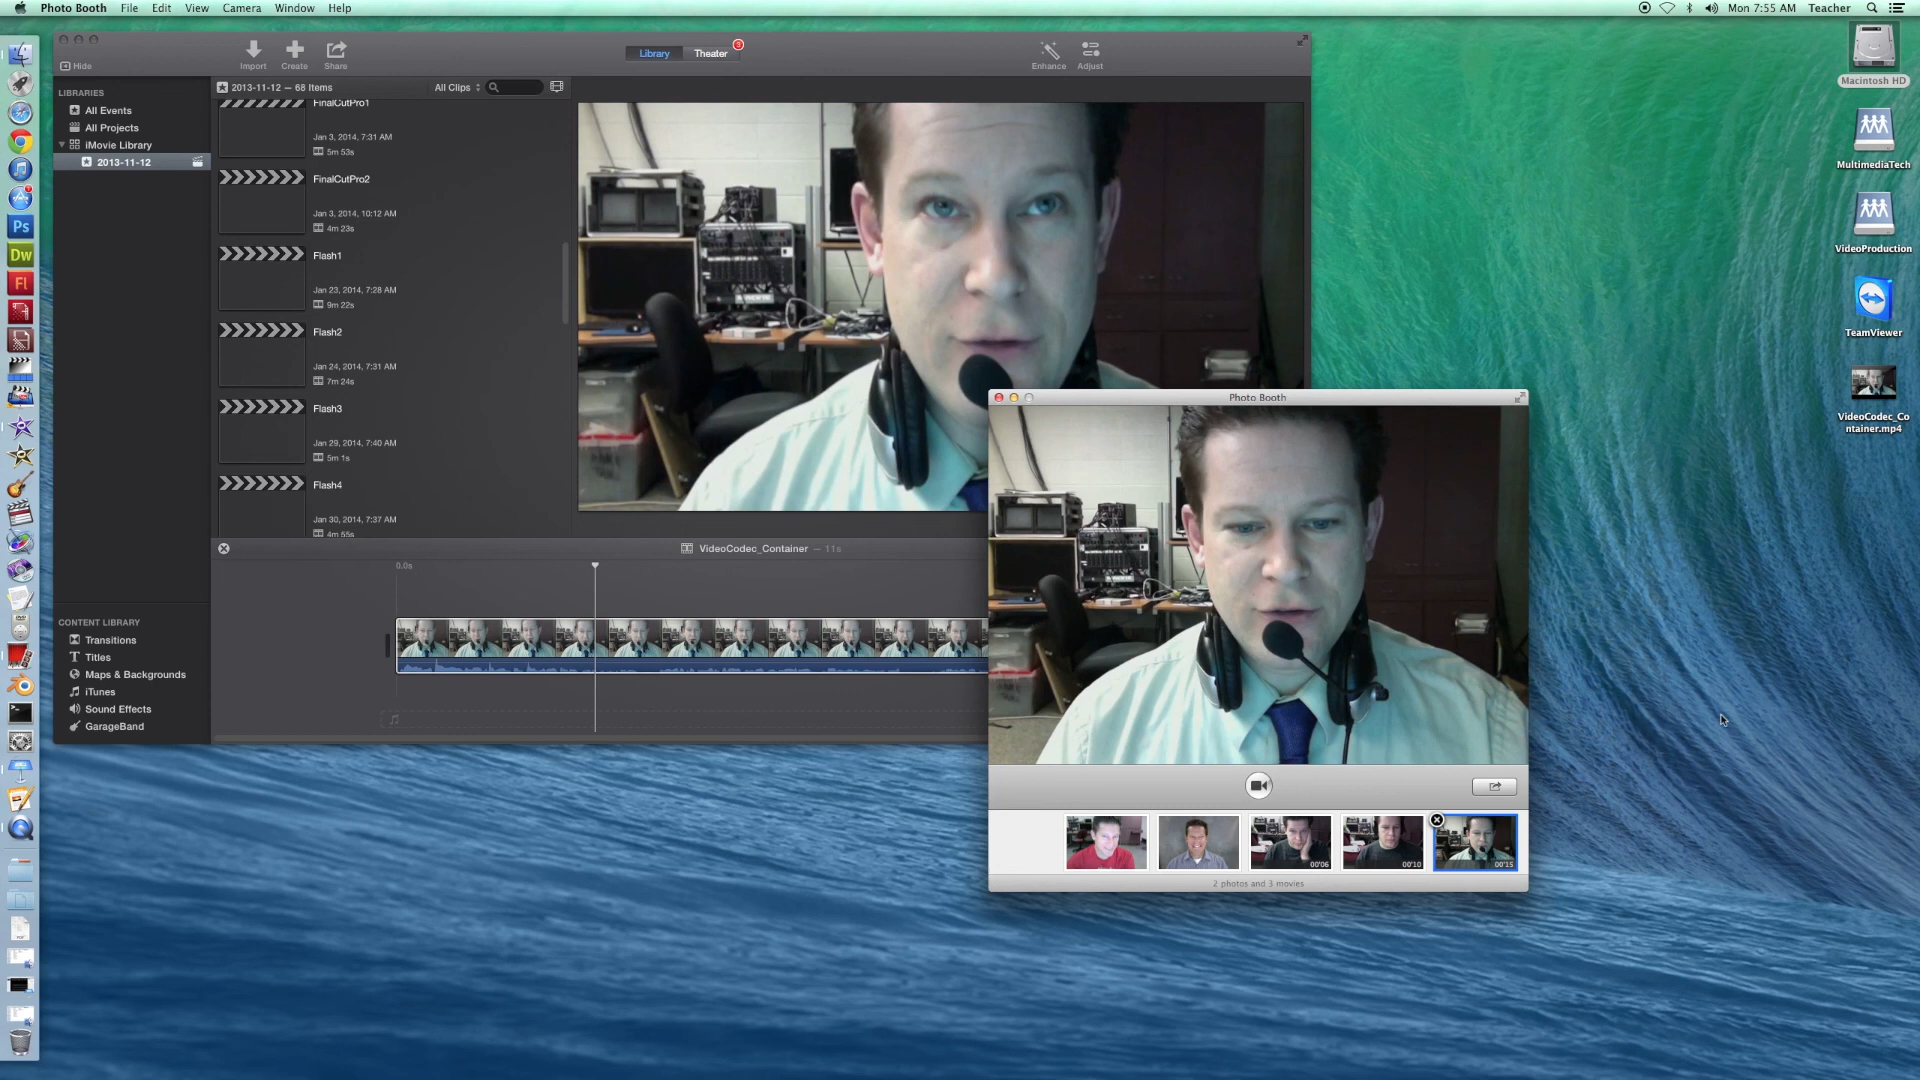 Photo Booth File Edit View Camera Window Help
Mon 7:55 AM Teacher
Hide
Import Create Share
Library Theater
Enhance Adjust
LIBRARIES
All Events
All Projects
iMovie Library
2013-11-12
2013-11-12 — 68 Items
All Clips
FinalCutPro1
Jan 3, 2014, 7:31 AM
5m 53s
FinalCutPro2
Jan 3, 2014, 10:12 AM
4m 23s
Flash1
Jan 23, 2014, 7:28 AM
9m 22s
Flash2
Jan 24, 2014, 7:31 AM
7m 24s
Flash3
Jan 29, 2014, 7:40 AM
5m 1s
Flash4
Jan 30, 2014, 7:37 AM
4m 55s
VideoCodec_Container — 11s
0.0s
CONTENT LIBRARY
Transitions
Titles
Maps & Backgrounds
iTunes
Sound Effects
GarageBand
Photo Booth
00'06
00'10
00'15
2 photos and 3 movies
Macintosh HD
MultimediaTech
VideoProduction
TeamViewer
VideoCodec_Co
ntainer.mp4
Ps
Dw
Fl